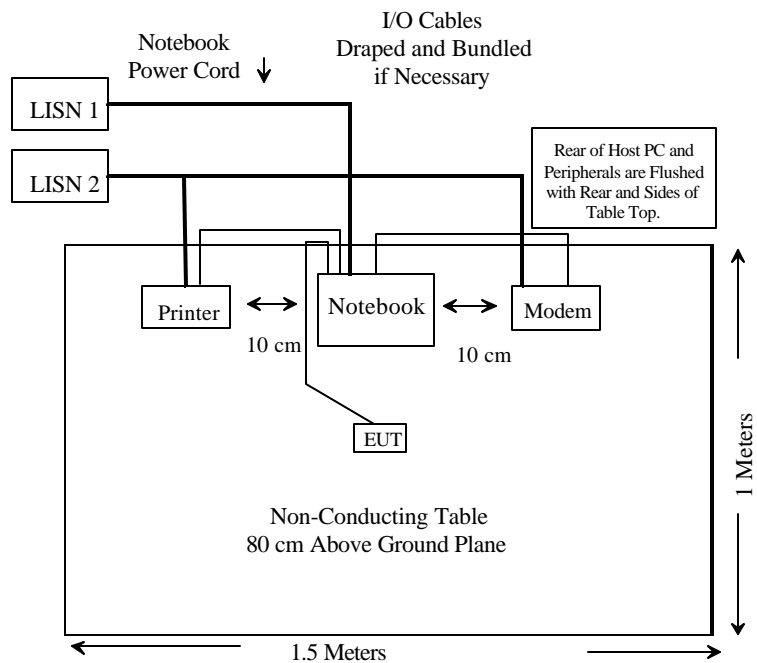 I/O Cables
Draped and Bundled
if Necessary
Notebook
Power Cord
LISN 1
LISN 2
Rear of Host PC and
Peripherals are Flushed
with Rear and Sides of
Table Top.
Printer
Notebook
Modem
10 cm
10 cm
EUT
1 Meters
Non-Conducting Table
80 cm Above Ground Plane
1.5 Meters